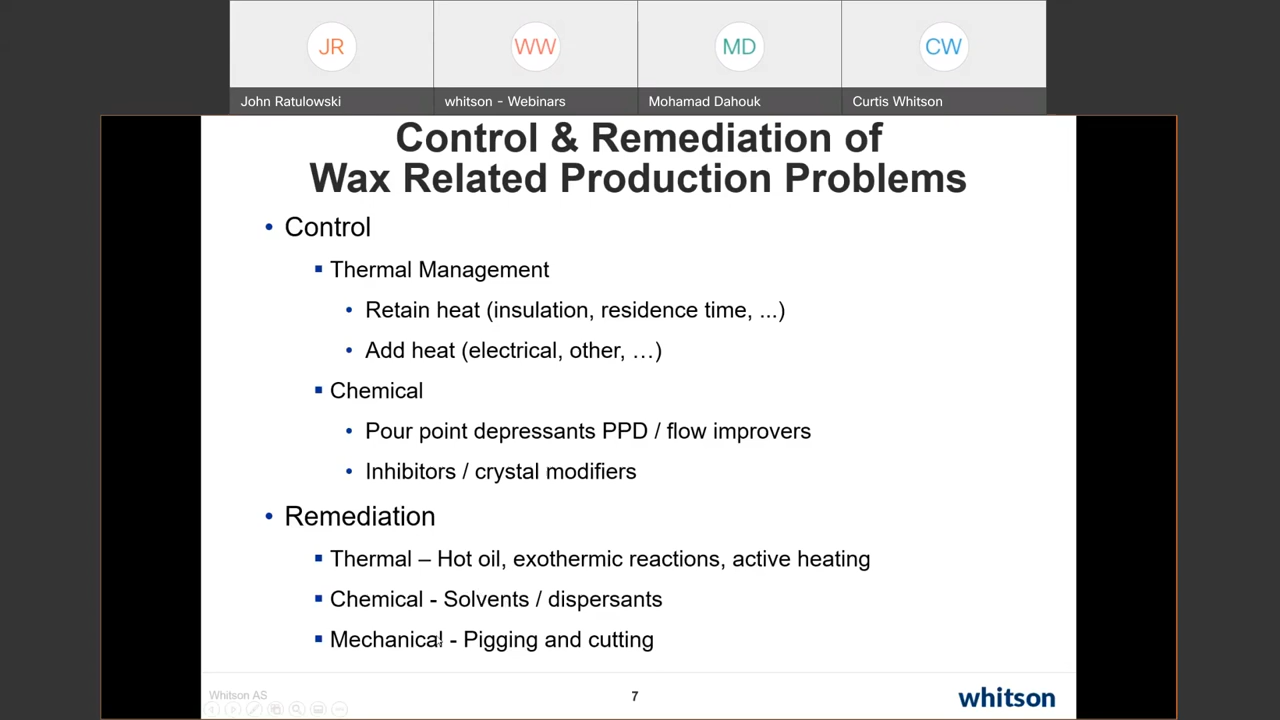 JR
WW
MD
CW
John Ratulowski
whitson - Webinars
Mohamad Dahouk
Curtis Whitson
Control & Remediation of
Wax Related Production Problems
• Control
▪ Thermal Management
• Retain heat (insulation, residence time, ...)
• Add heat (electrical, other, …)
▪ Chemical
• Pour point depressants PPD / flow improvers
• Inhibitors / crystal modifiers
• Remediation
▪ Thermal – Hot oil, exothermic reactions, active heating
▪ Chemical - Solvents / dispersants
▪ Mechanical - Pigging and cutting
Whitson AS
7
whitson